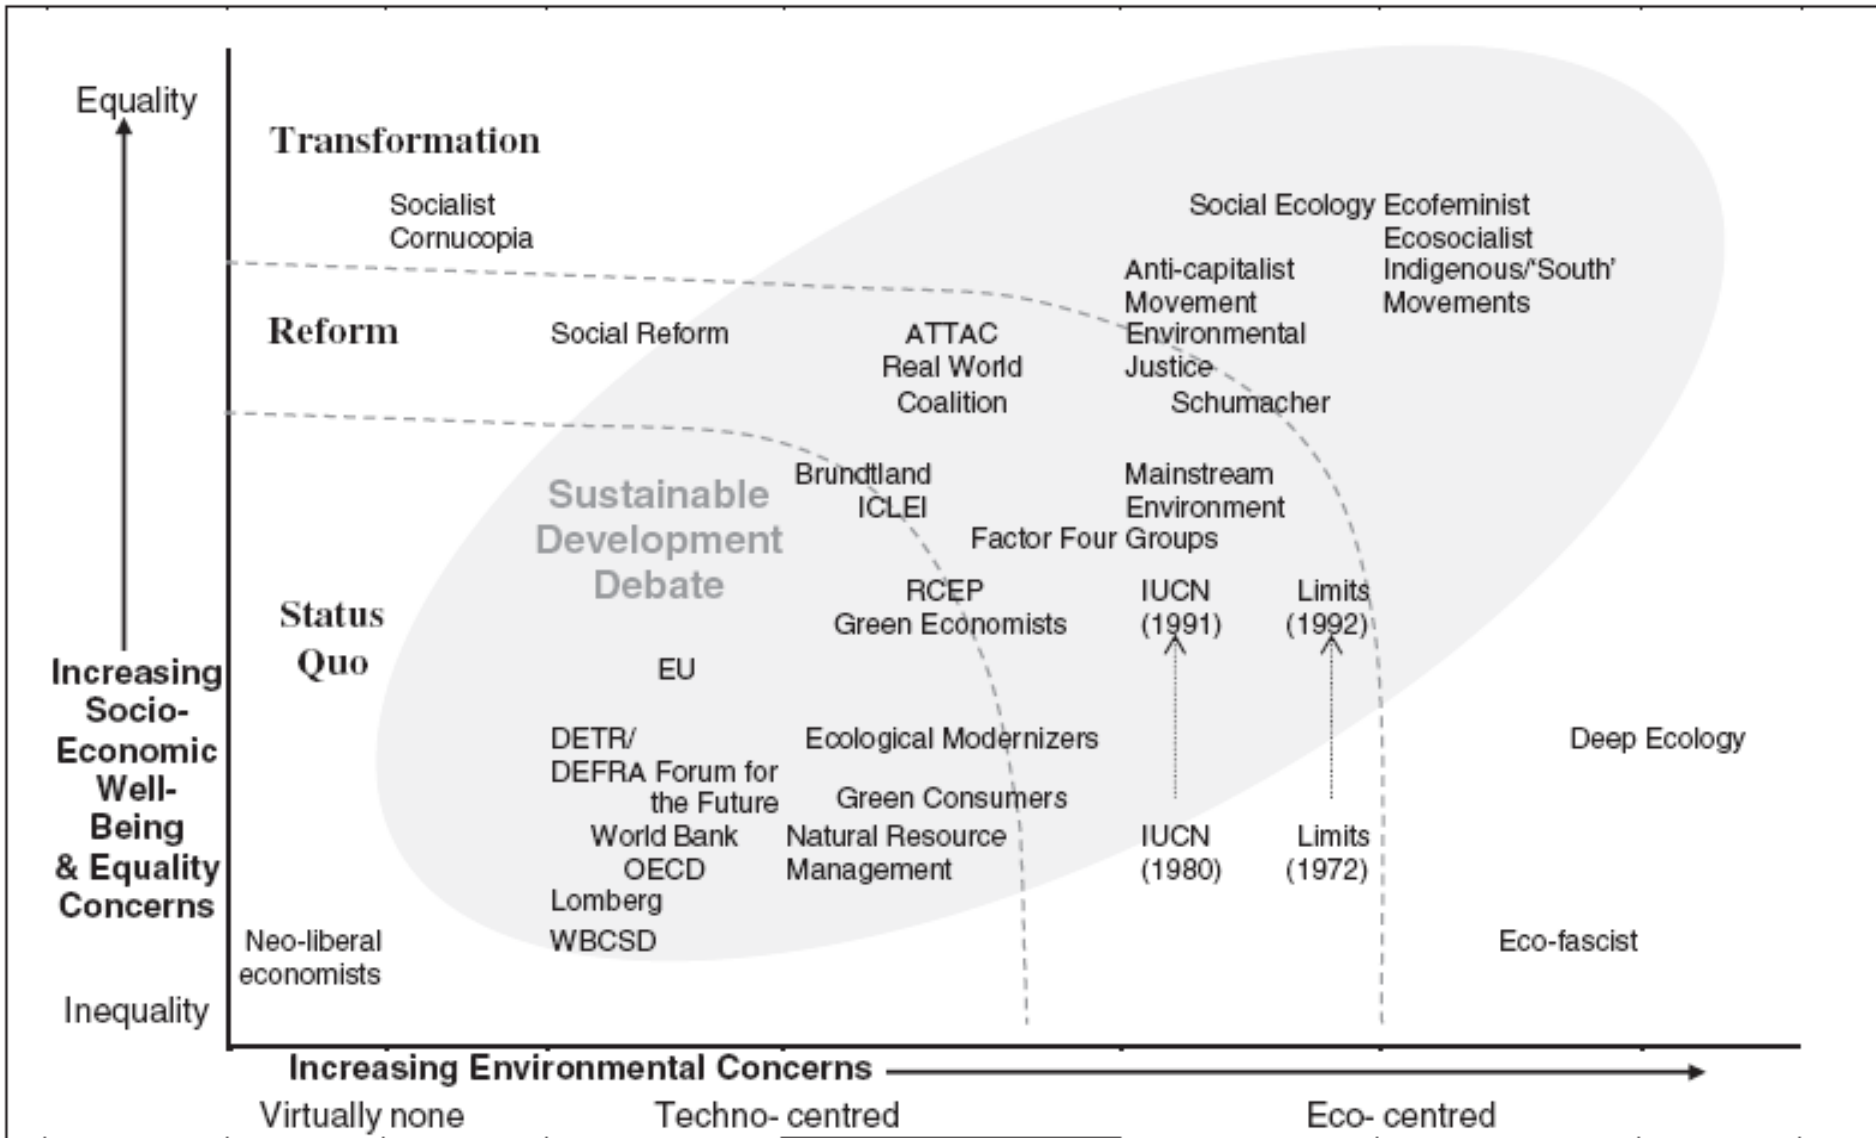 Equality
Transformation
Socialist
Cornucopia
Social Ecology Ecofeminist
Ecosocialist
Anti-capitalist
Movement
Indigenous/‘South’
Movements
Reform
Social Reform
ATTAC
Real World
Coalition
Environmental
Justice
Schumacher
Sustainable
Development
Debate
Brundtland
ICLEI
Mainstream
Environment
Factor Four Groups
Status
Quo
RCEP
Green Economists
IUCN
(1991)
Limits
(1992)
EU
Increasing
Socio-
Economic
Well-
Being
& Equality
Concerns
DETR/
DEFRA Forum for
the Future
Ecological Modernizers
Green Consumers
Deep Ecology
World Bank
OECD
Natural Resource
Management
IUCN
(1980)
Limits
(1972)
Lomberg
WBCSD
Neo-liberal
economists
Eco-fascist
Inequality
Increasing Environmental Concerns
Virtually none
Techno- centred
Eco- centred